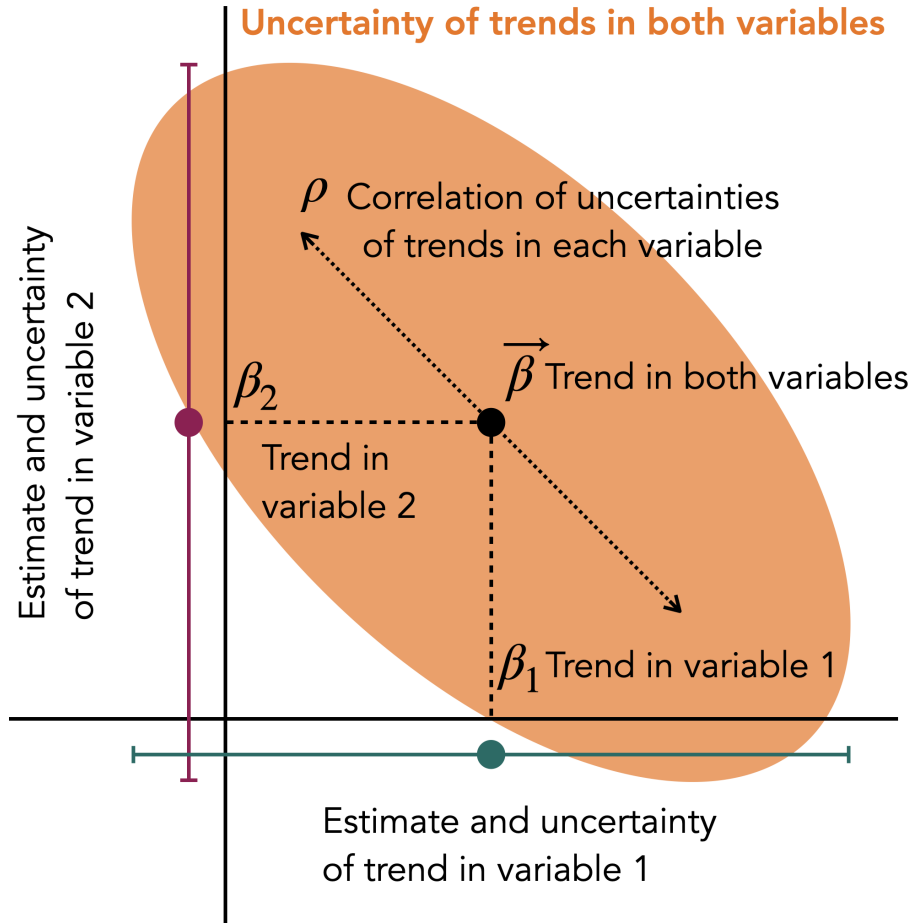 Uncertainty of trends in both variables
ρ Correlation of uncertainties
of trends in each variable
Estimate and uncertainty
of trend in variable 2
β₂
Trend in
variable 2
β⃗ Trend in both variables
β₁ Trend in variable 1
Estimate and uncertainty
of trend in variable 1